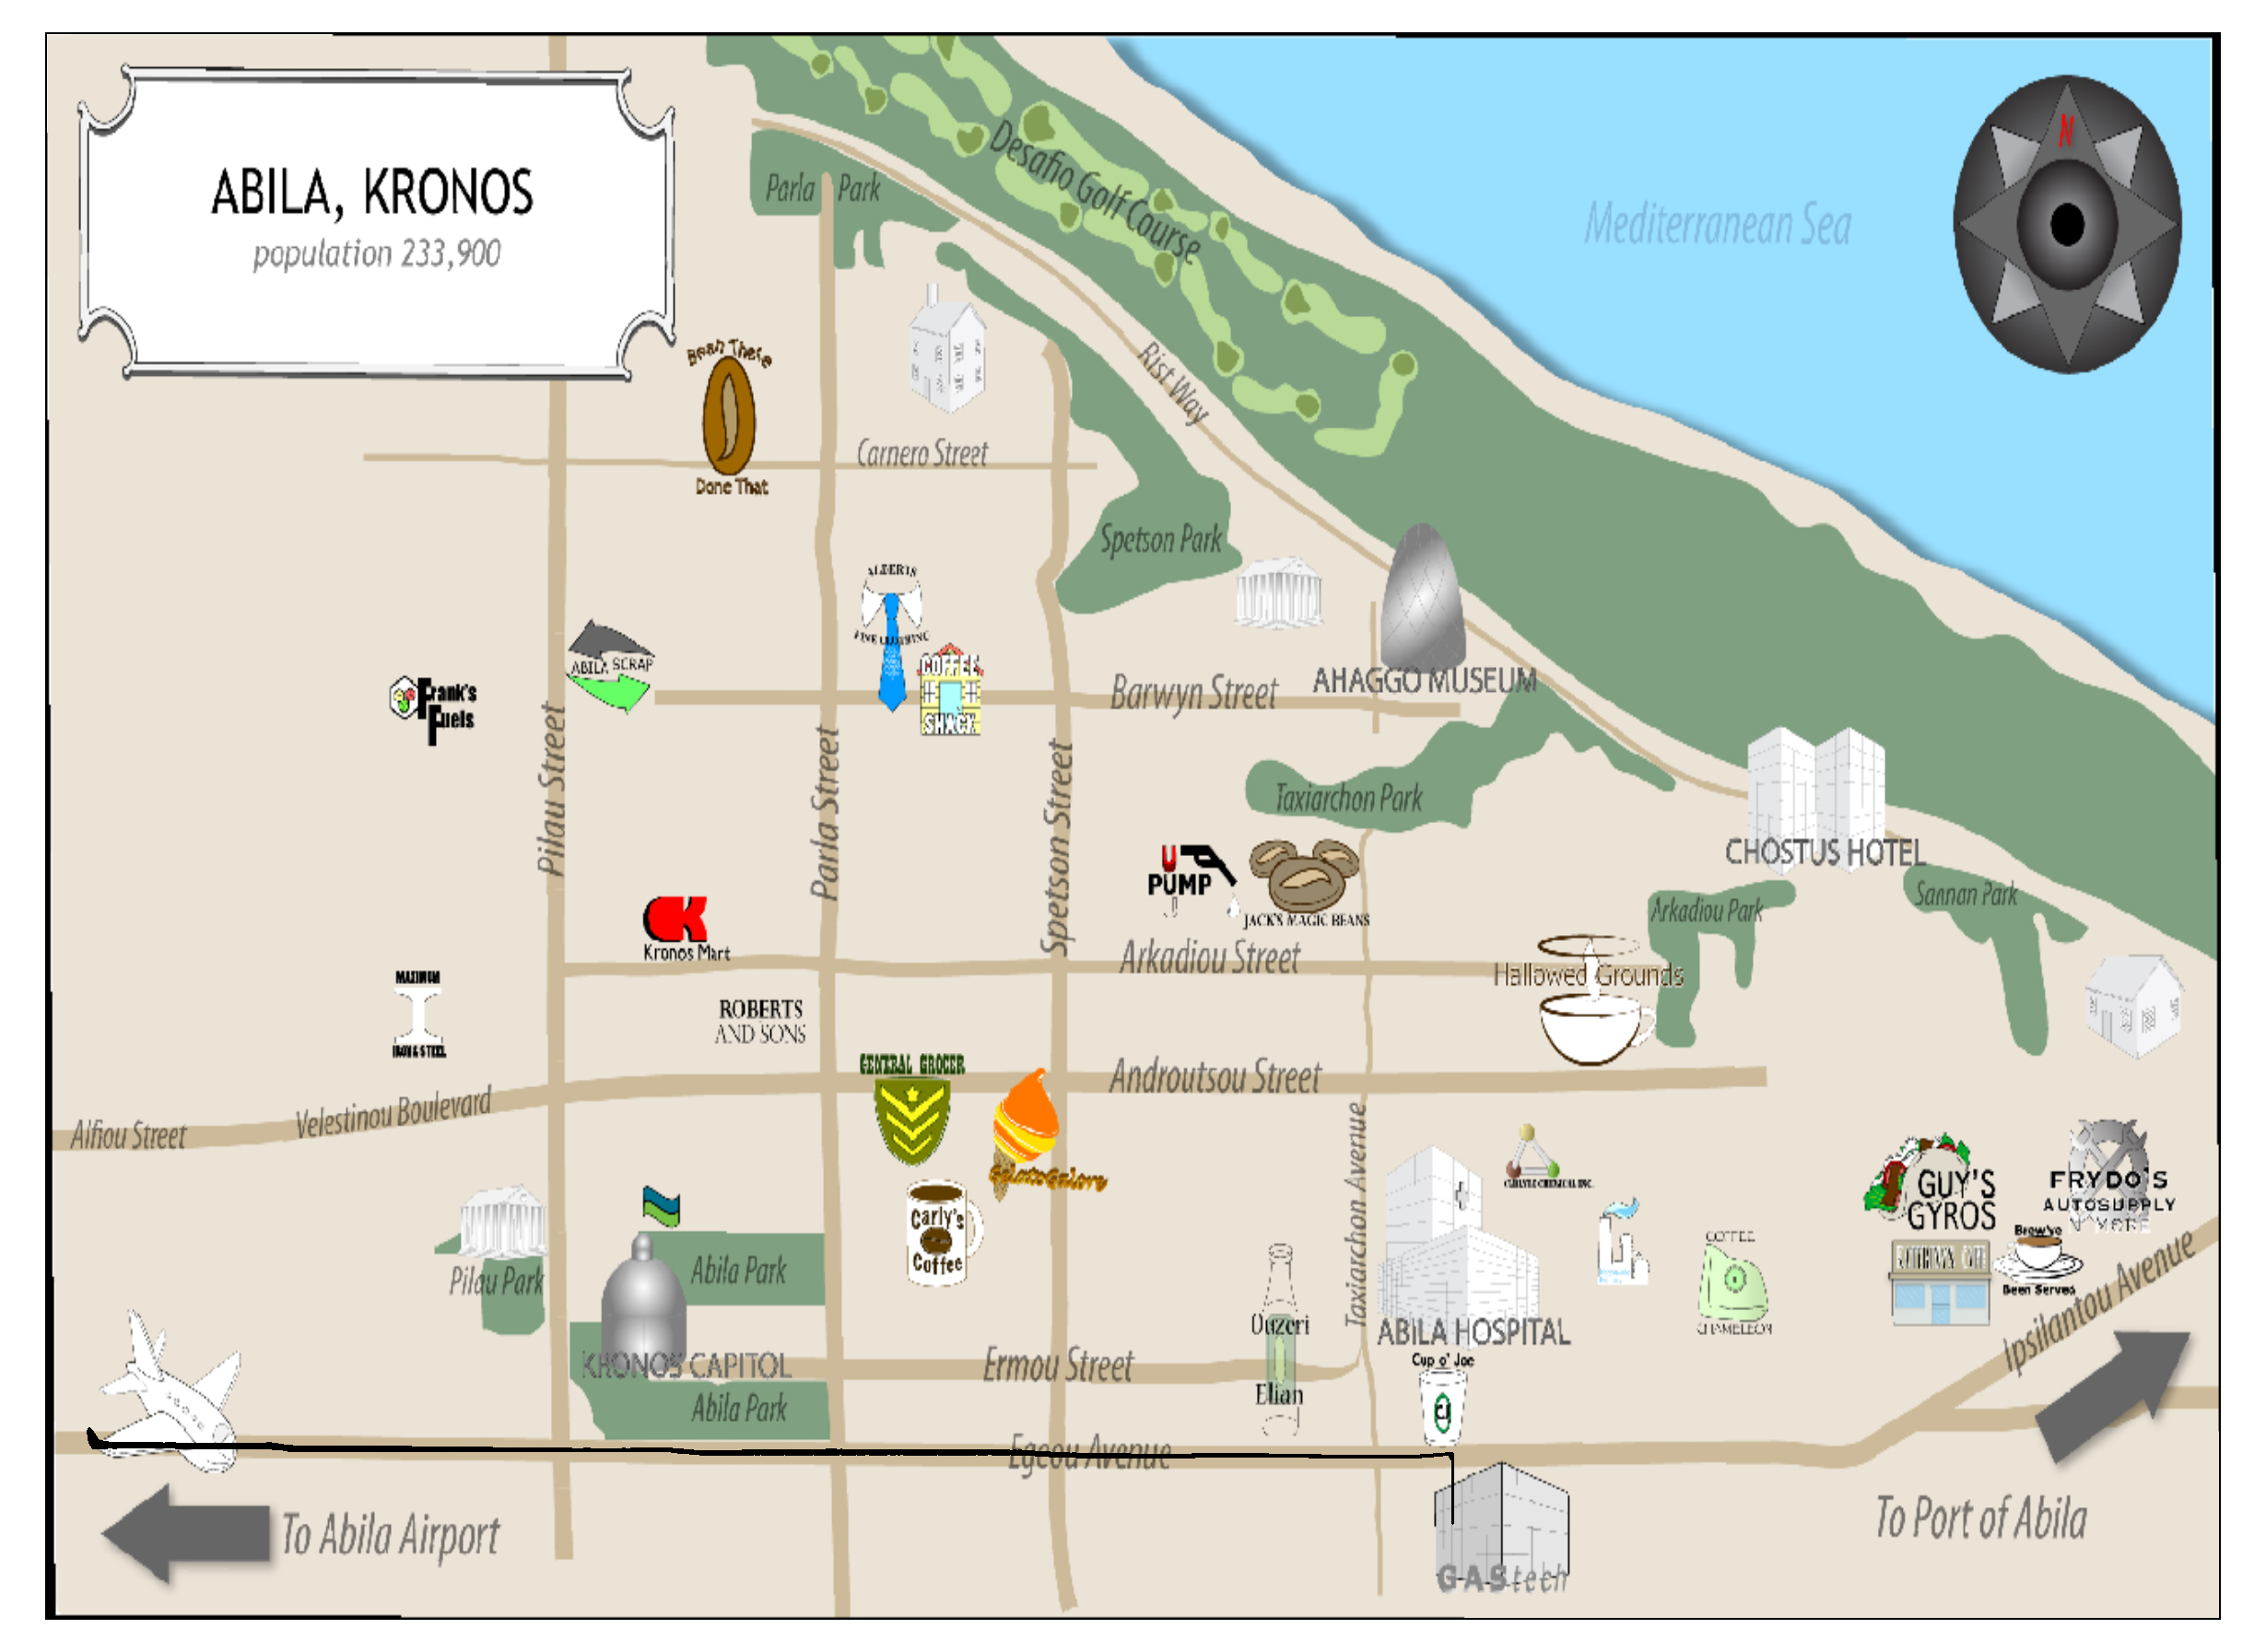 ABILA, KRONOS
population 233,900
N
Mediterranean Sea
Desafio Golf Course
Parla Park
Rist Way
Bean There
Done That
Carnero Street
Spetson Park
ALBERTS
FINE CLOTHING
ABILA SCRAP
COFFEE
SHACK
Frank's
Fuels
Barwyn Street
AHAGGO MUSEUM
Pilau Street
Parla Street
Spetson Street
Taxiarchon Park
CHOSTUS HOTEL
U
PUMP
JACK'S MAGIC BEANS
Arkadiou Park
Sannan Park
Kronos Mart
Arkadiou Street
Hallowed Grounds
MAXIMUM
IRON & STEEL
ROBERTS
AND SONS
GENERAL GROCER
Androutsou Street
Velestinou Boulevard
Alfiou Street
Taxiarchon Avenue
GelatoGalore
Carly's
Coffee
GUY'S
GYROS
FRYDO'S
AUTOSUPPLY
N' MORE
Brew've
Been Served
COFFEE
CHAMELEON
Pilau Park
Abila Park
Ouzeri
Elian
ABILA HOSPITAL
Ipsilantou Avenue
KRONOS CAPITOL
Ermou Street
Cup o' Joe
CJ
Abila Park
Egeou Avenue
To Abila Airport
To Port of Abila
GAStech